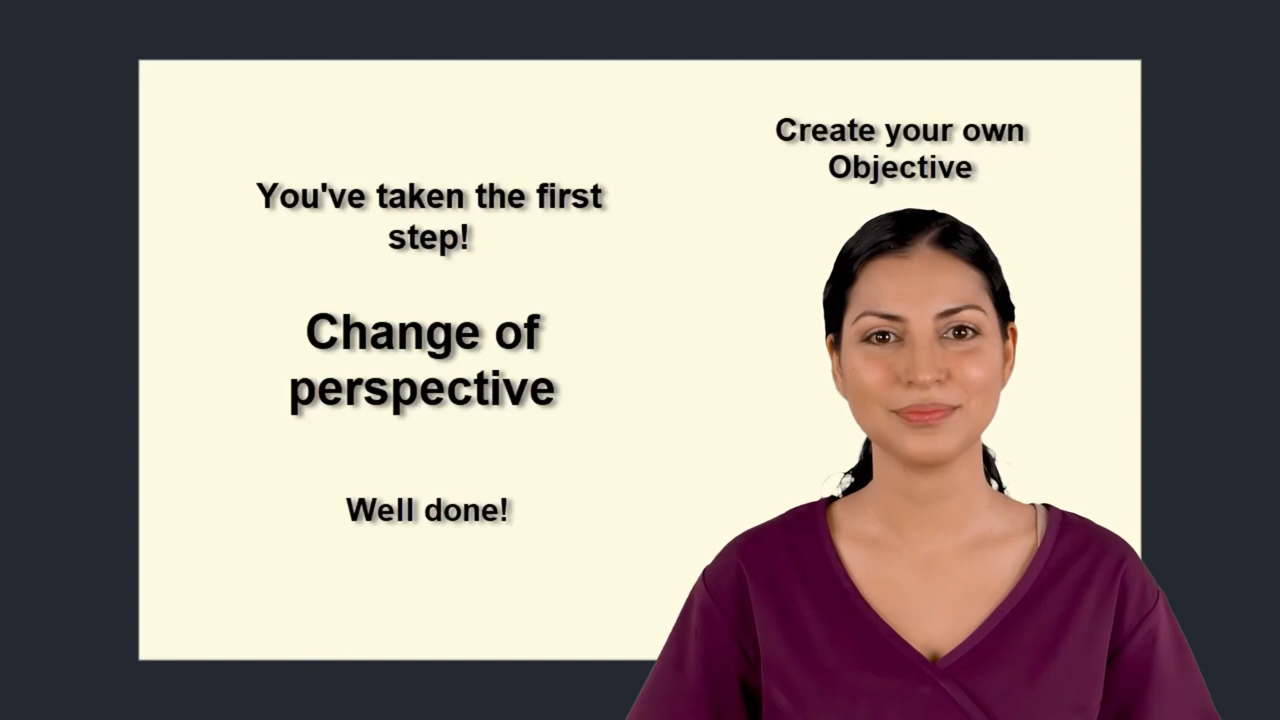 You've taken the first
step!
Change of
perspective
Well done!
Create your own
Objective